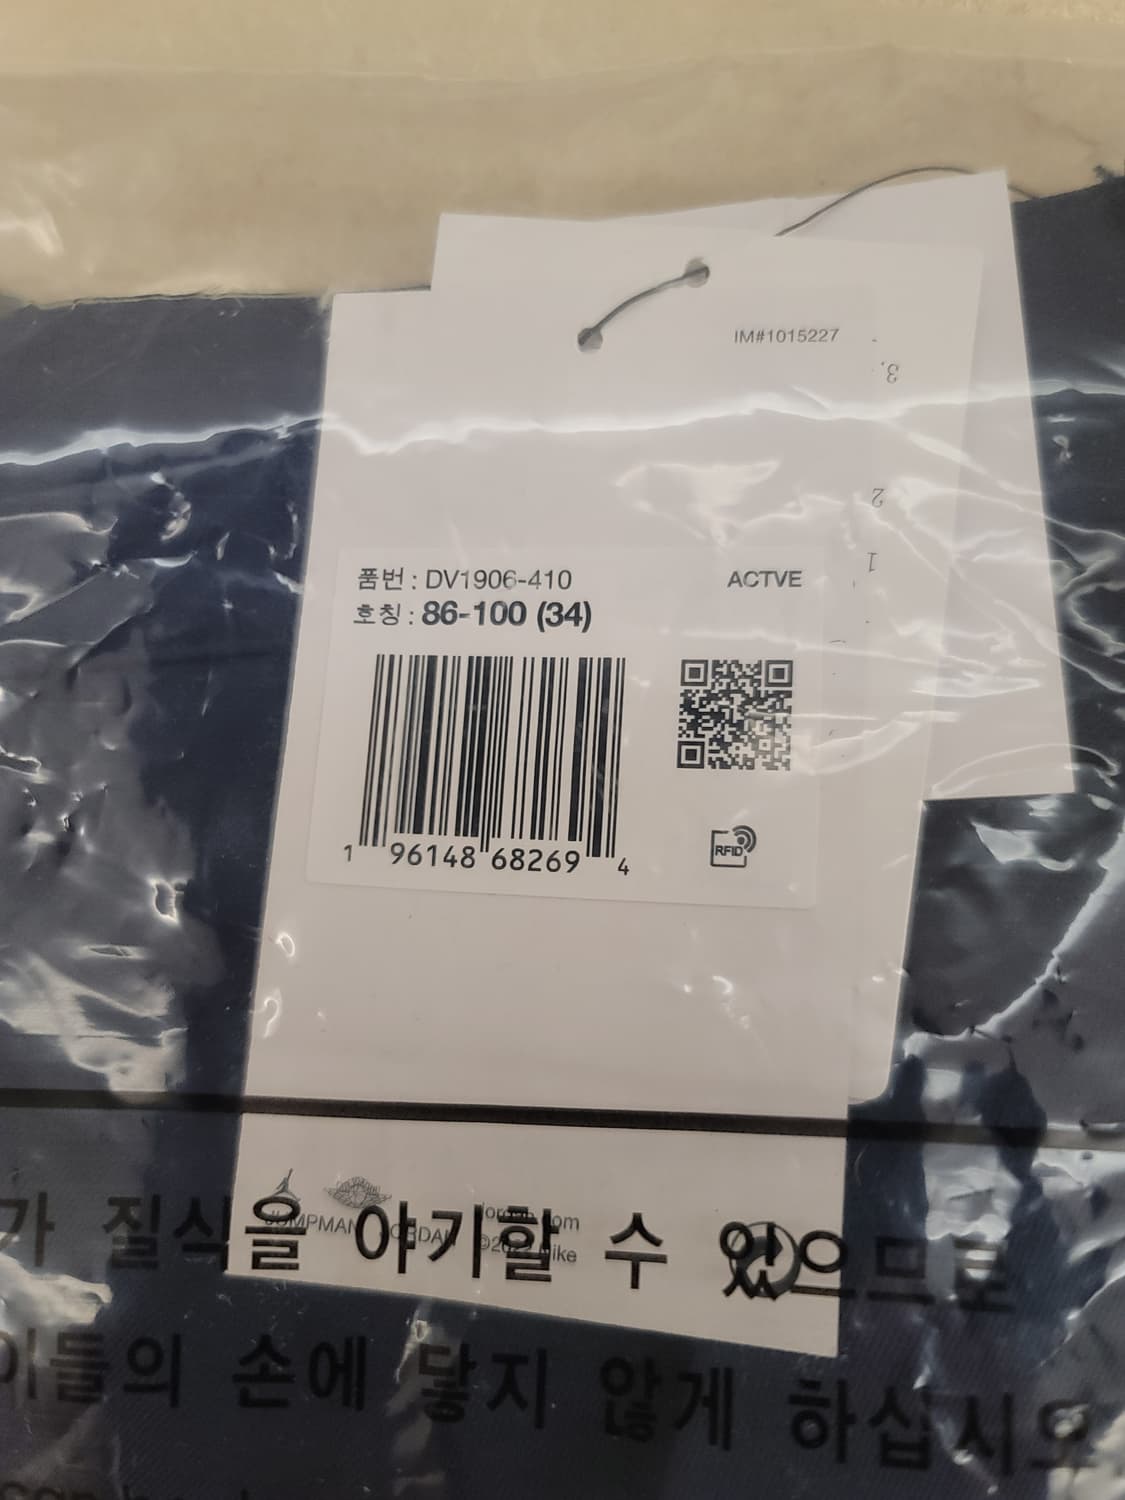 IM#1015227
3.
2
1
품번 : DV1906-410
ACTVE
호칭 : 86-100 (34)
1 96148 68269 4
RFID
JUMPMAN JORDAN
가 질식을 야기할 수 있으므로
이들의 손에 닿지 않게 하십시오